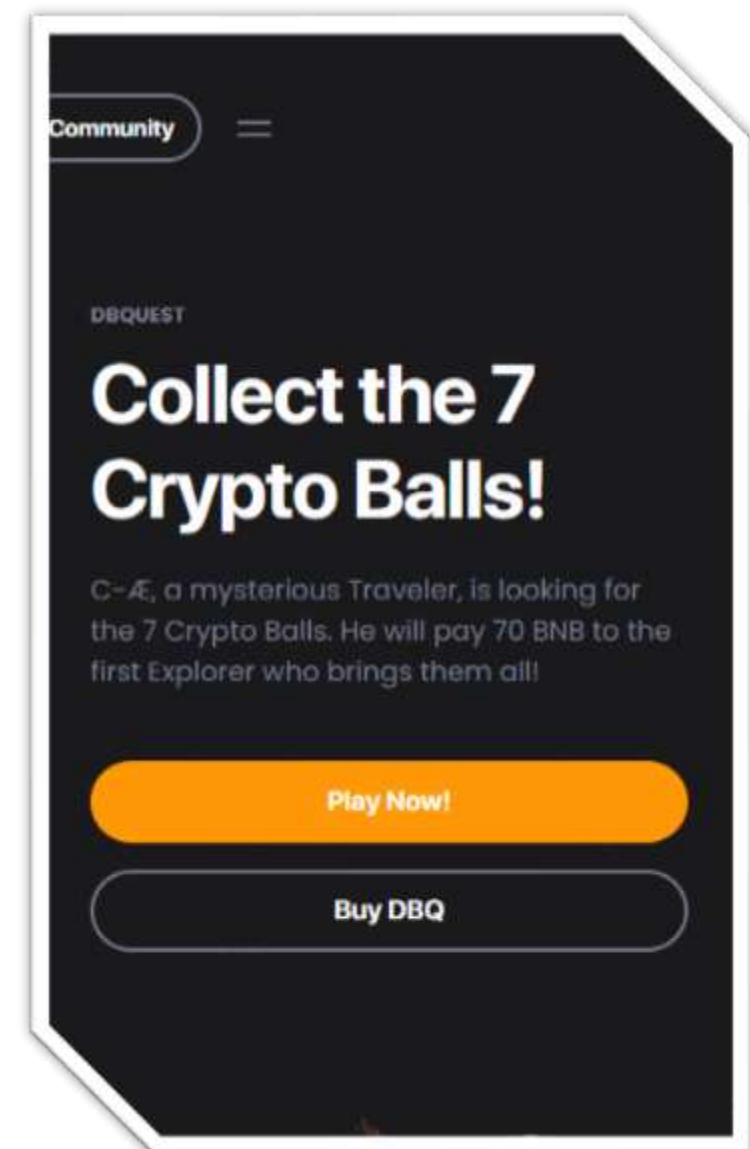 Community
DBQUEST
Collect the 7
Crypto Balls!
C-Æ, a mysterious Traveler, is looking for
the 7 Crypto Balls. He will pay 70 BNB to the
first Explorer who brings them all!
Play Now!
Buy DBQ